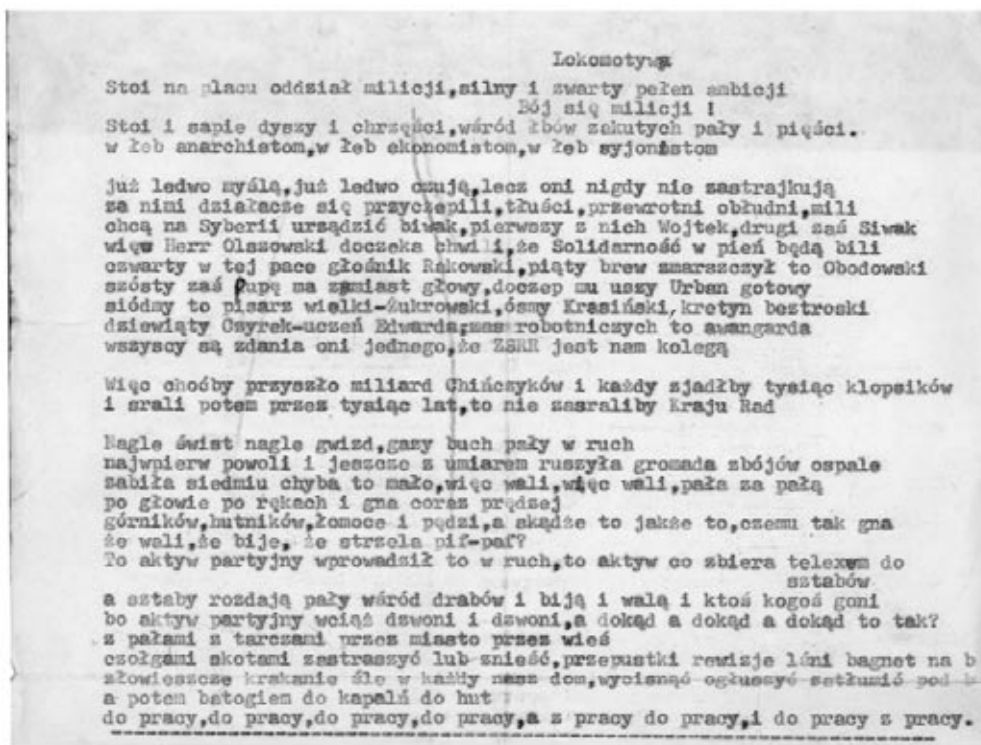 Lokomotywa
Stoi na placu oddział milicji,silny i zwarty pełen ambicji
Bój się milicji !
Stoi i sapie dyszy i chrzęści,wśród łbów zakutych pały i pięści.
w łeb anarchistom,w łeb ekonomistom,w łeb syjonistom
już ledwo myślą,już ledwo czują,lecz oni nigdy nie zastrajkują
za nimi działacze się przyczepili,tłuści,przewrotni obłudni,mili
chcą na Syberii urządzić biwak,pierwszy z nich Wojtek,drugi zaś Siwak
więc Herr Olszowski doczeka chwili,że Solidarność w pień będą bili
czwarty w tej pace głośnik Rakowski,piąty brew zmarszczył to Obodowski
szósty zaś pupę ma zamiast głowy,doczep mu uszy Urban gotowy
siódmy to pisarz wielki-Żukrowski,ósmy Krasiński,kretyn beztroski
dziewiąty Czyrek-uczeń Edwarda;mas robotniczych to awangarda
wszyscy są zdania oni jednego,że ZSRR jest nam kolegą
Więc choćby przyszło miliard Chińczyków i każdy zjadłby tysiąc klopsików
i srali potem przez tysiąc lat,to nie zasraliby Kraju Rad
Nagle świst nagle gwizd,gazy buch pały w ruch
najwpierw powoli i jeszcze z umiarem ruszyła gromada zbójów ospale
zabiła siedmiu chyba to mało,więc wali,więc wali,pała za pałą
po głowie po rękach i gna coraz prędzej
górników,hutników,łomoce i pędzi,a skądże to jakże to,czemu tak gna
że wali,że bije, że strzela pif-paf?
To aktyw partyjny wprowadził to w ruch,to aktyw co zbiera telexem do
sztabów
a sztaby rozdają pały wśród drabów i biją i walą i ktoś kogoś goni
bo aktyw partyjny wciąż dzwoni i dzwoni,a dokąd a dokąd a dokąd to tak?
z pałami z tarczami przez miasto przez wieś
czołgami skotami zastraszyć lub znieść,przepustki rewizje lśni bagnet na b
złowieszcze krakanie śle w każdy nasz dom,wycisnąć ogłuszyć stłumić pod b
a potem batogiem do kapalń do hut
do pracy,do pracy,do pracy,do pracy,a z pracy do pracy,i do pracy z pracy.